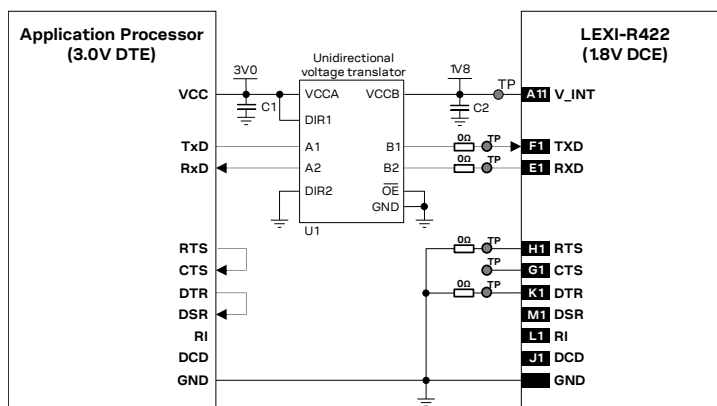 Application Processor
(3.0V DTE)
LEXI-R422
(1.8V DCE)
Unidirectional
voltage translator
3V0
1V8
TP
VCC
VCCA
VCCB
A11 V_INT
C1
C2
DIR1
0Ω TP
TxD
A1
B1
F1 TXD
0Ω TP
RxD
A2
B2
E1 RXD
DIR2
OE
GND
U1
0Ω TP
RTS
H1 RTS
TP
CTS
G1 CTS
0Ω TP
DTR
K1 DTR
DSR
M1 DSR
RI
L1 RI
DCD
J1 DCD
GND
GND